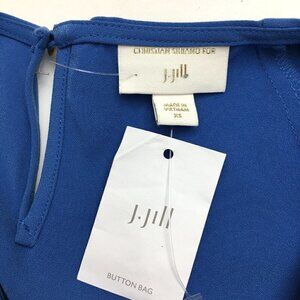 CHRISTIAN SIRIANO FOR
J.Jill
MADE IN
VIETNAM
XS
J.Jill
BUTTON BAG